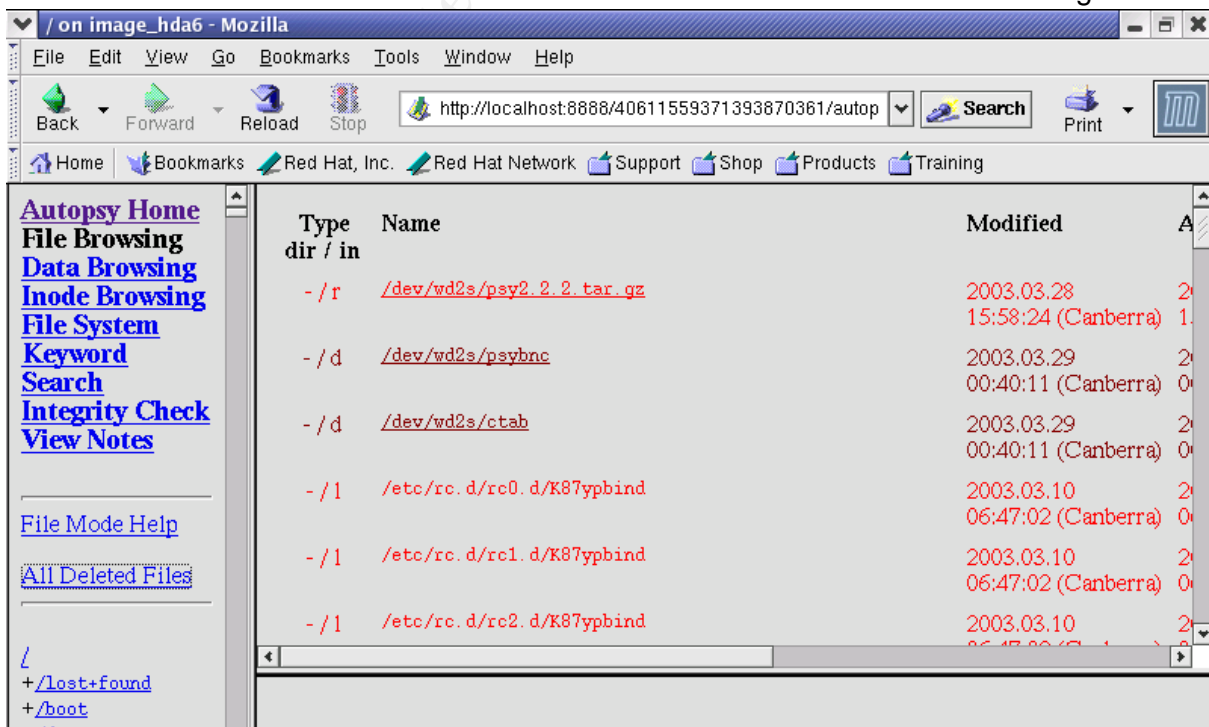 / on image_hda6 - Mozilla
File Edit View Go Bookmarks Tools Window Help
Back Forward Reload Stop http://localhost:8888/40611559371393870361/autop Search Print
Home Bookmarks Red Hat, Inc. Red Hat Network Support Shop Products Training
Autopsy Home
File Browsing
Data Browsing
Inode Browsing
File System
Keyword
Search
Integrity Check
View Notes
File Mode Help
All Deleted Files
/
+/lost+found
+/boot
Type Name Modified A
dir / in
- / r /dev/wd2s/psy2.2.2.tar.gz 2003.03.28
15:58:24 (Canberra) 1
- / d /dev/wd2s/psybnc 2003.03.29
00:40:11 (Canberra)
- / d /dev/wd2s/ctab 2003.03.29
00:40:11 (Canberra)
- / l /etc/rc.d/rc0.d/K87ypbind 2003.03.10
06:47:02 (Canberra)
- / l /etc/rc.d/rc1.d/K87ypbind 2003.03.10
06:47:02 (Canberra)
- / l /etc/rc.d/rc2.d/K87ypbind 2003.03.10